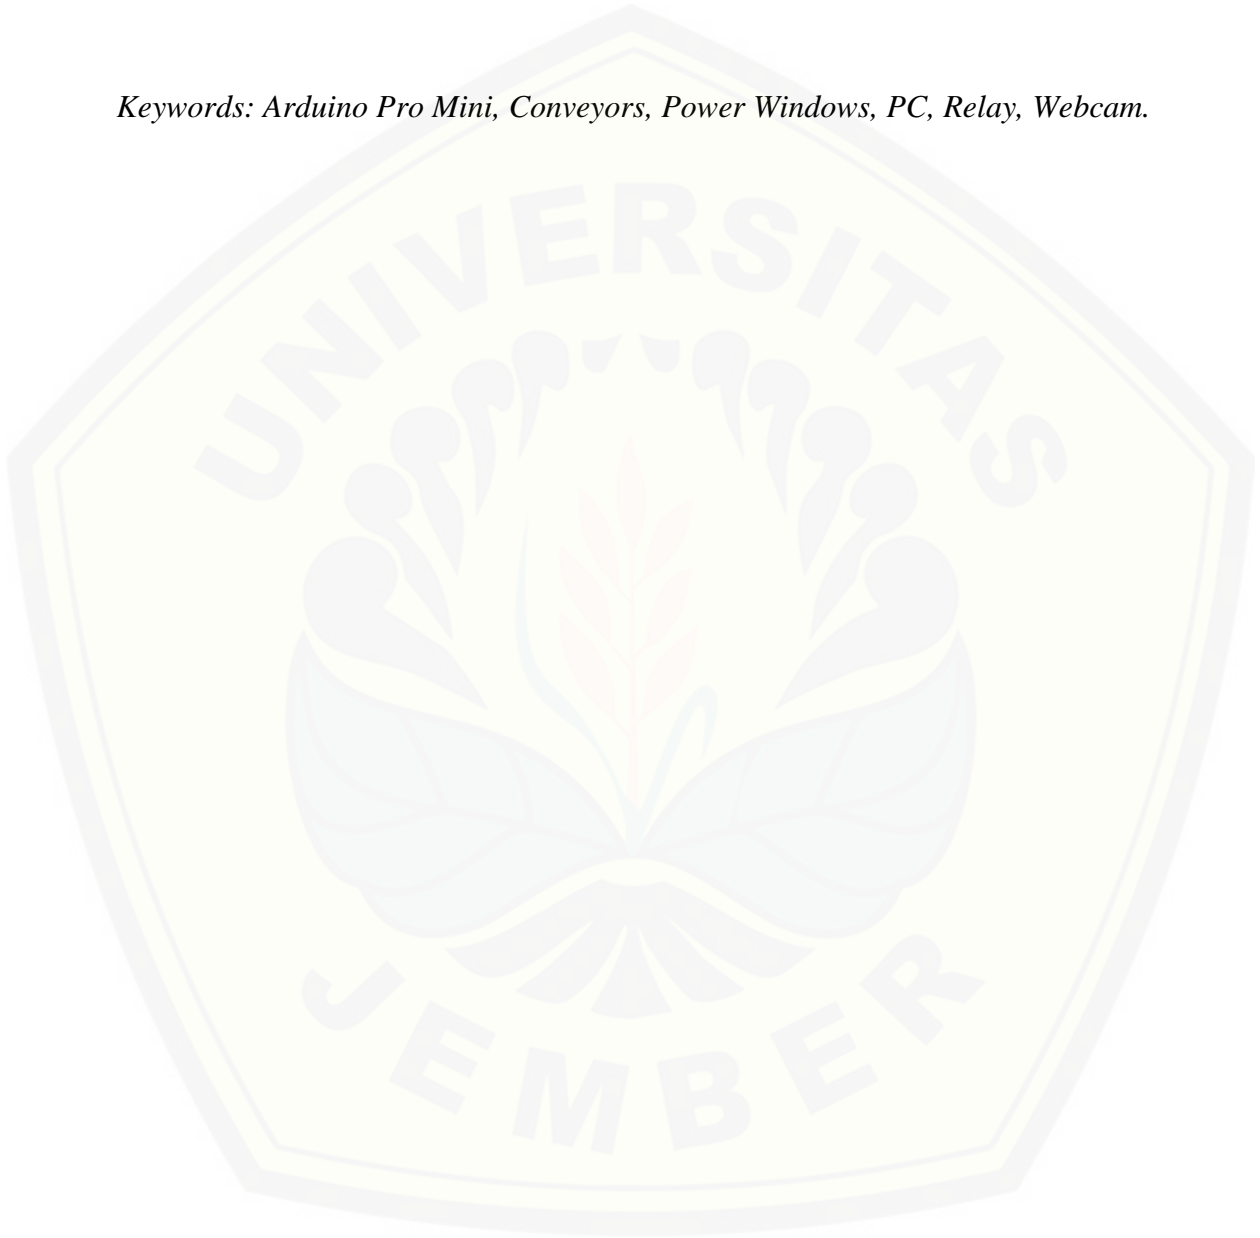 Keywords: Arduino Pro Mini, Conveyors, Power Windows, PC, Relay, Webcam.
UNIVERSITAS
JEMBER